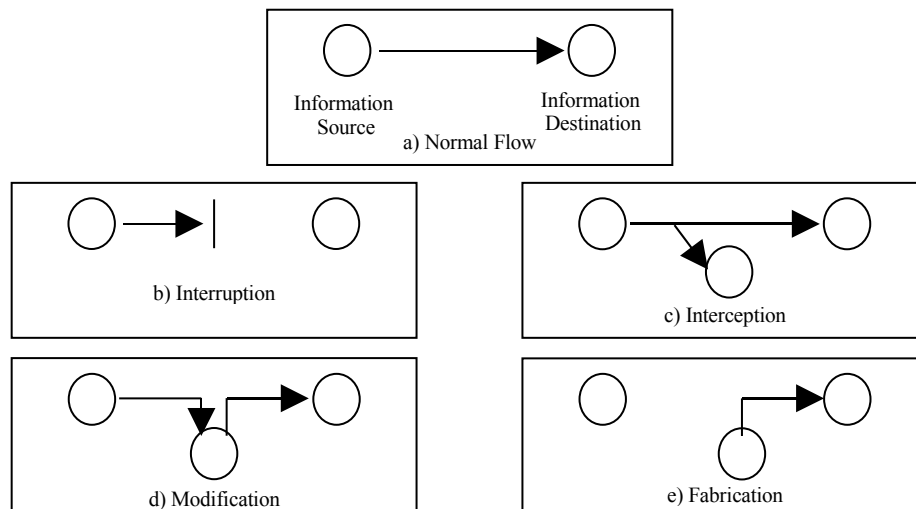 Information Source
Information Destination
a) Normal Flow
b) Interruption
c) Interception
d) Modification
e) Fabrication